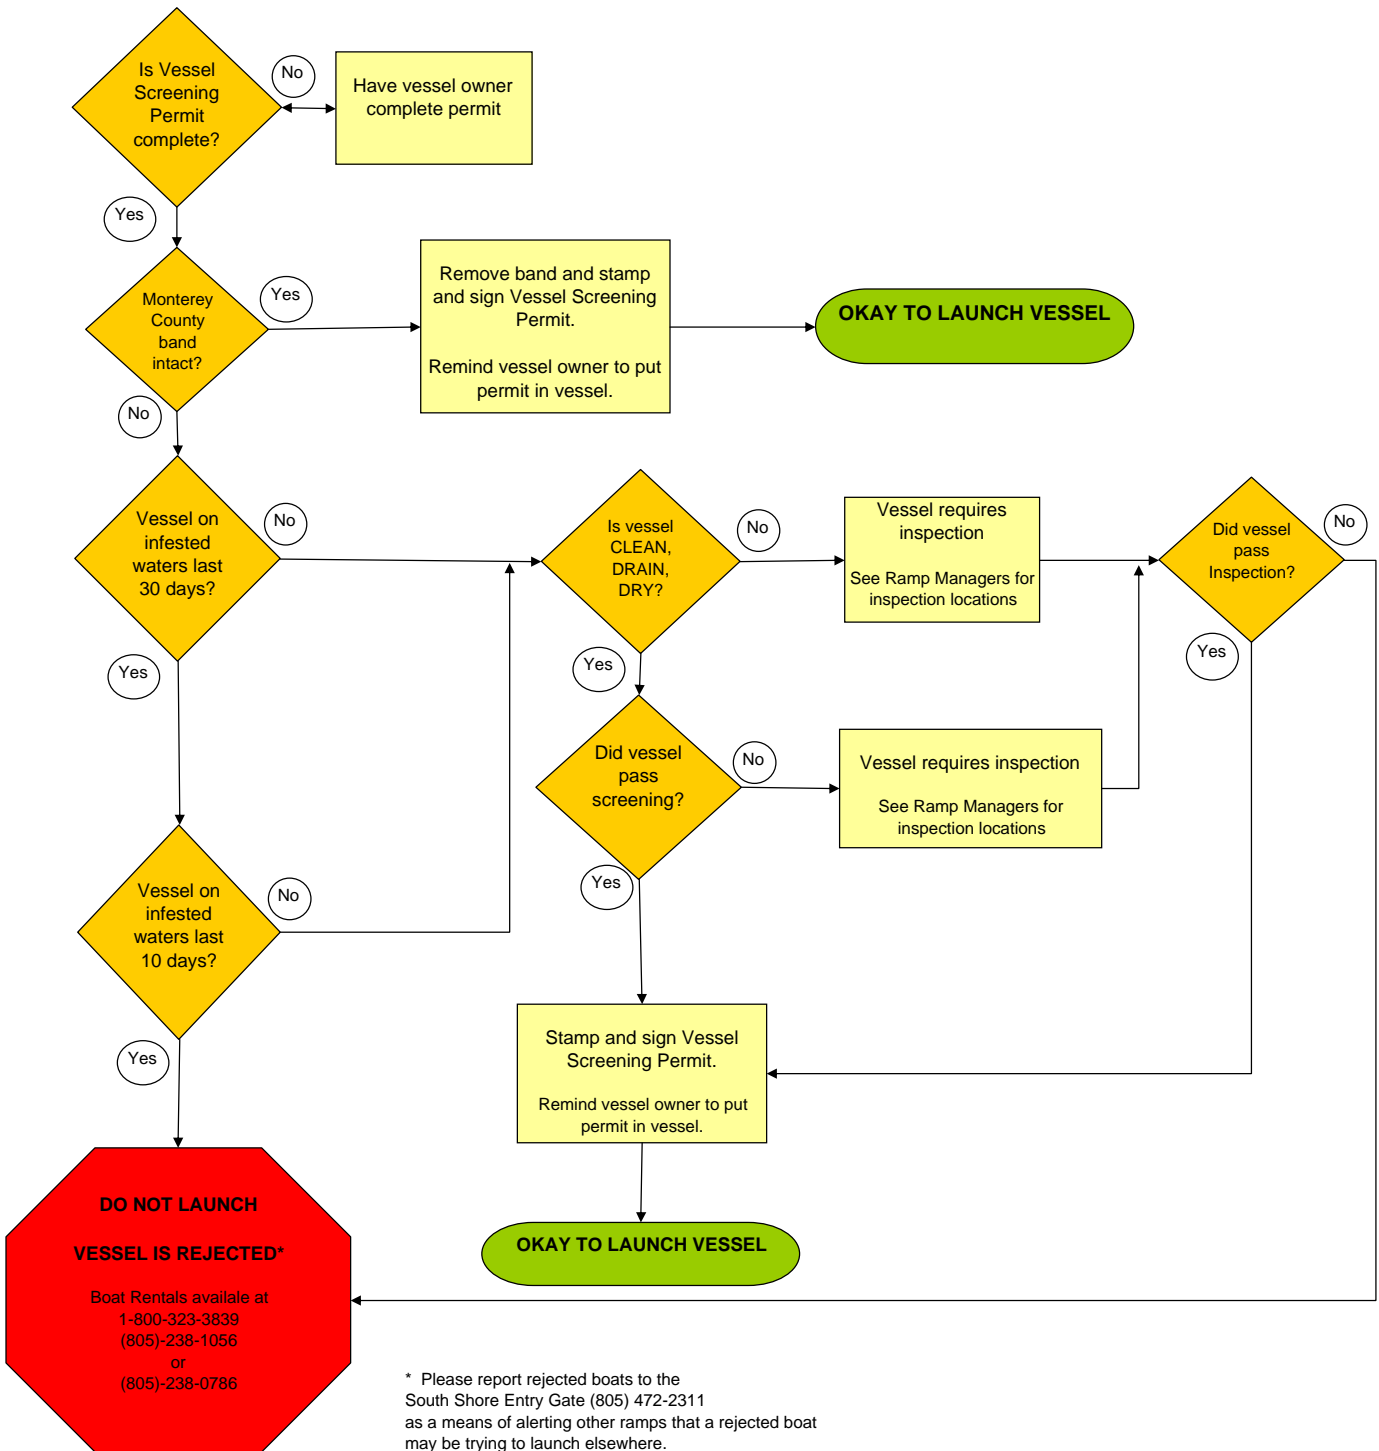 Is Vessel
Screening
Permit
complete?
No
Have vessel owner
complete permit
Yes
Monterey
County
band
intact?
Yes
Remove band and stamp
and sign Vessel Screening
Permit.
Remind vessel owner to put
permit in vessel.
OKAY TO LAUNCH VESSEL
No
Vessel on
infested
waters last
30 days?
No
Is vessel
CLEAN,
DRAIN,
DRY?
No
Vessel requires
inspection
See Ramp Managers for
inspection locations
Did vessel
pass
Inspection?
No
Yes
Yes
Yes
Did vessel
pass
screening?
No
Vessel requires inspection
See Ramp Managers for
inspection locations
Vessel on
infested
waters last
10 days?
No
Yes
Yes
Stamp and sign Vessel
Screening Permit.
Remind vessel owner to put
permit in vessel.
OKAY TO LAUNCH VESSEL
DO NOT LAUNCH
VESSEL IS REJECTED*
Boat Rentals availale at
1-800-323-3839
(805)-238-1056
or
(805)-238-0786
* Please report rejected boats to the
South Shore Entry Gate (805) 472-2311
as a means of alerting other ramps that a rejected boat
may be trying to launch elsewhere.